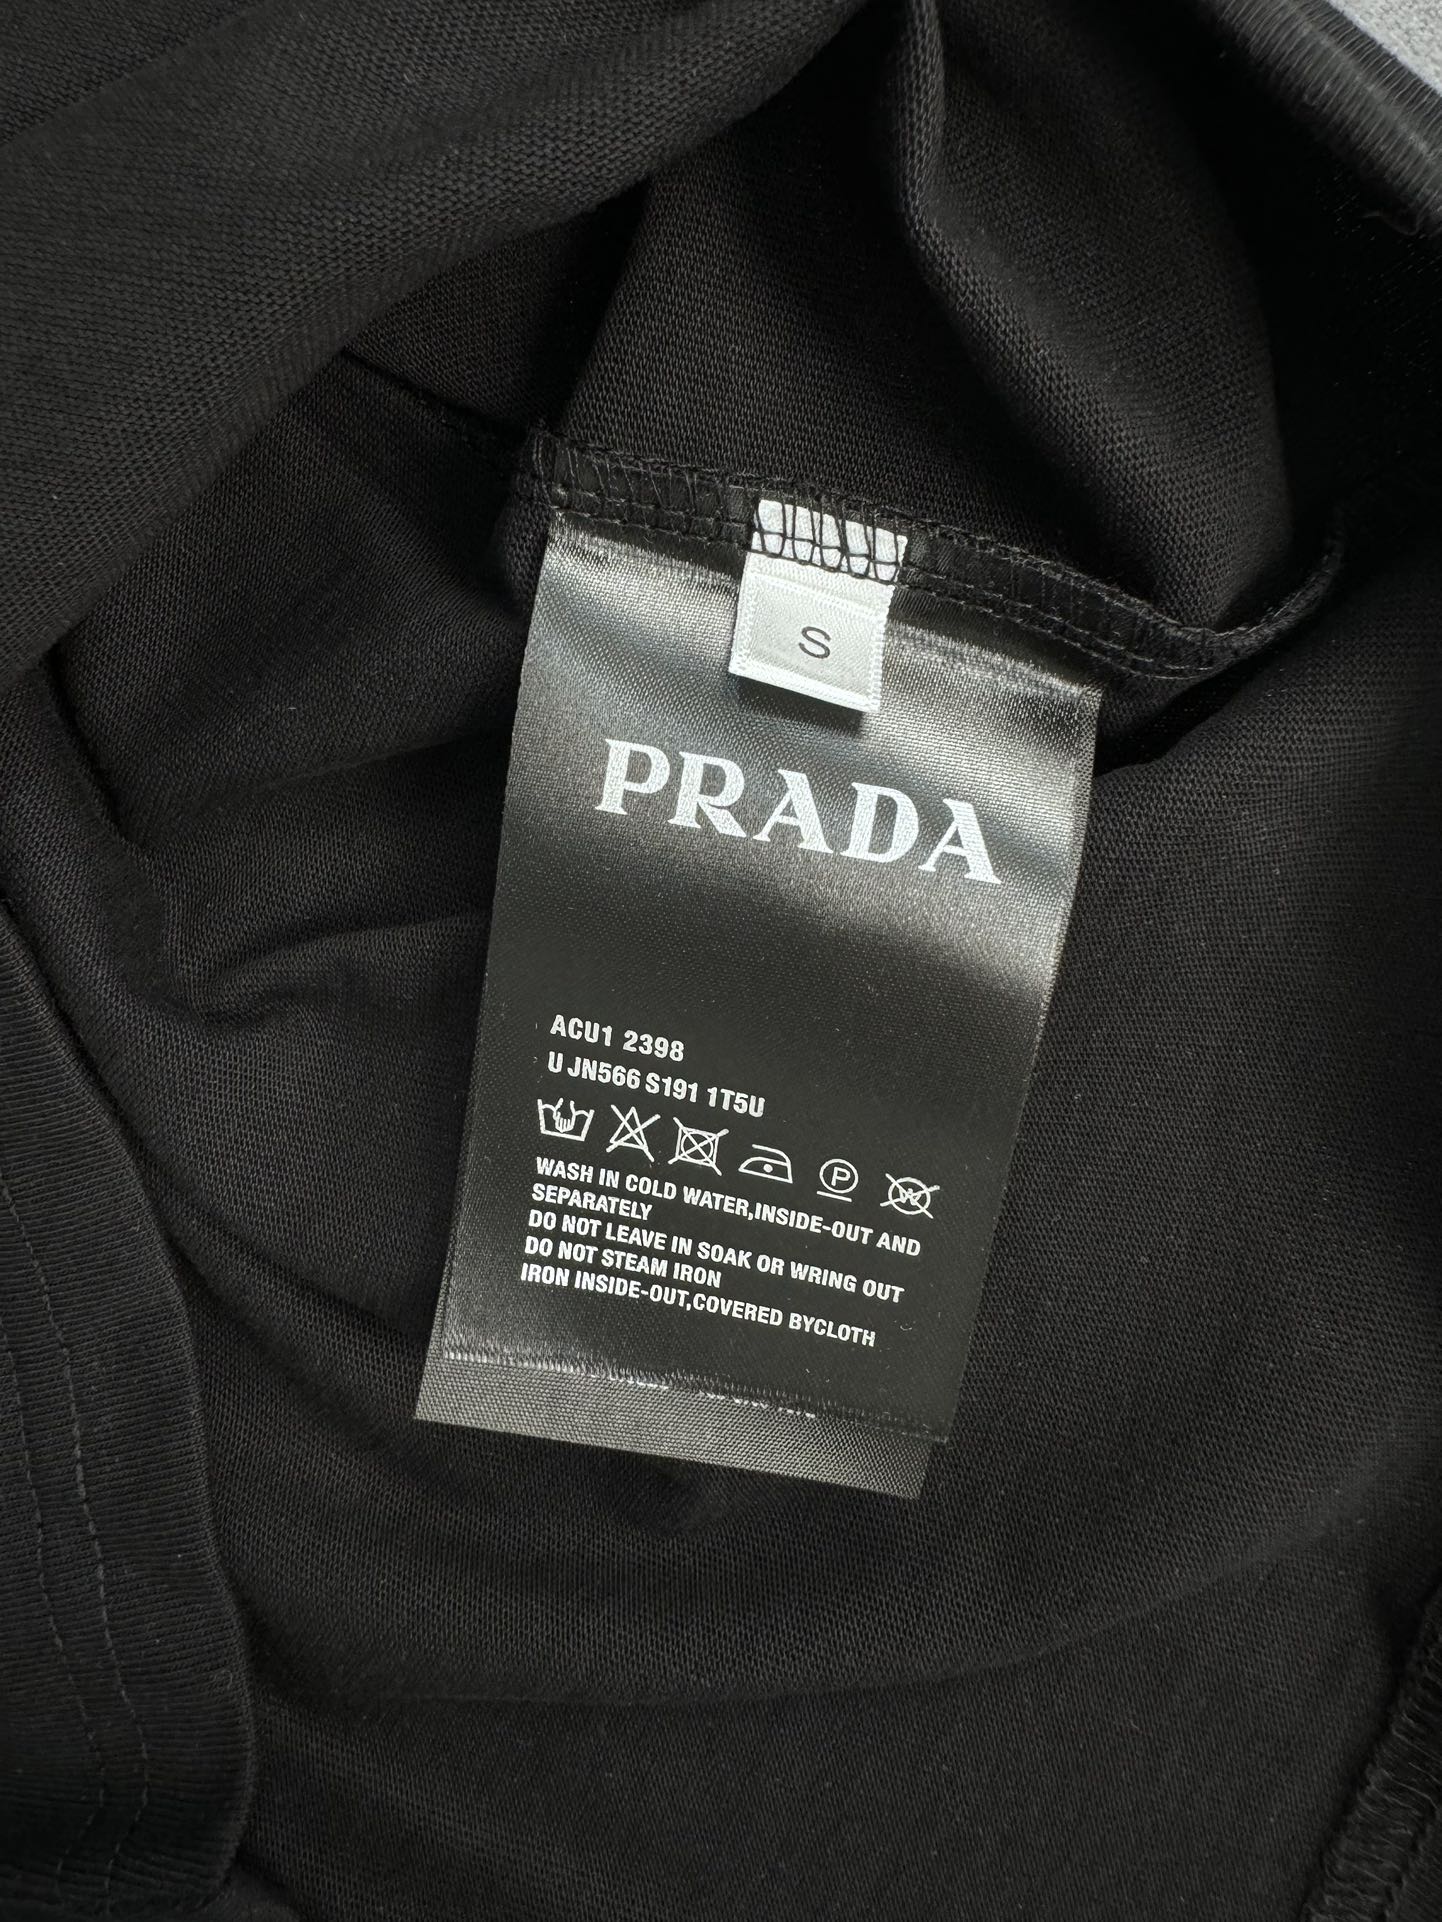 S
PRADA
ACU1 2398
U JN566 S191 1T5U
P
W
WASH IN COLD WATER,INSIDE-OUT AND
SEPARATELY
DO NOT LEAVE IN SOAK OR WRING OUT
DO NOT STEAM IRON
IRON INSIDE-OUT,COVERED BYCLOTH